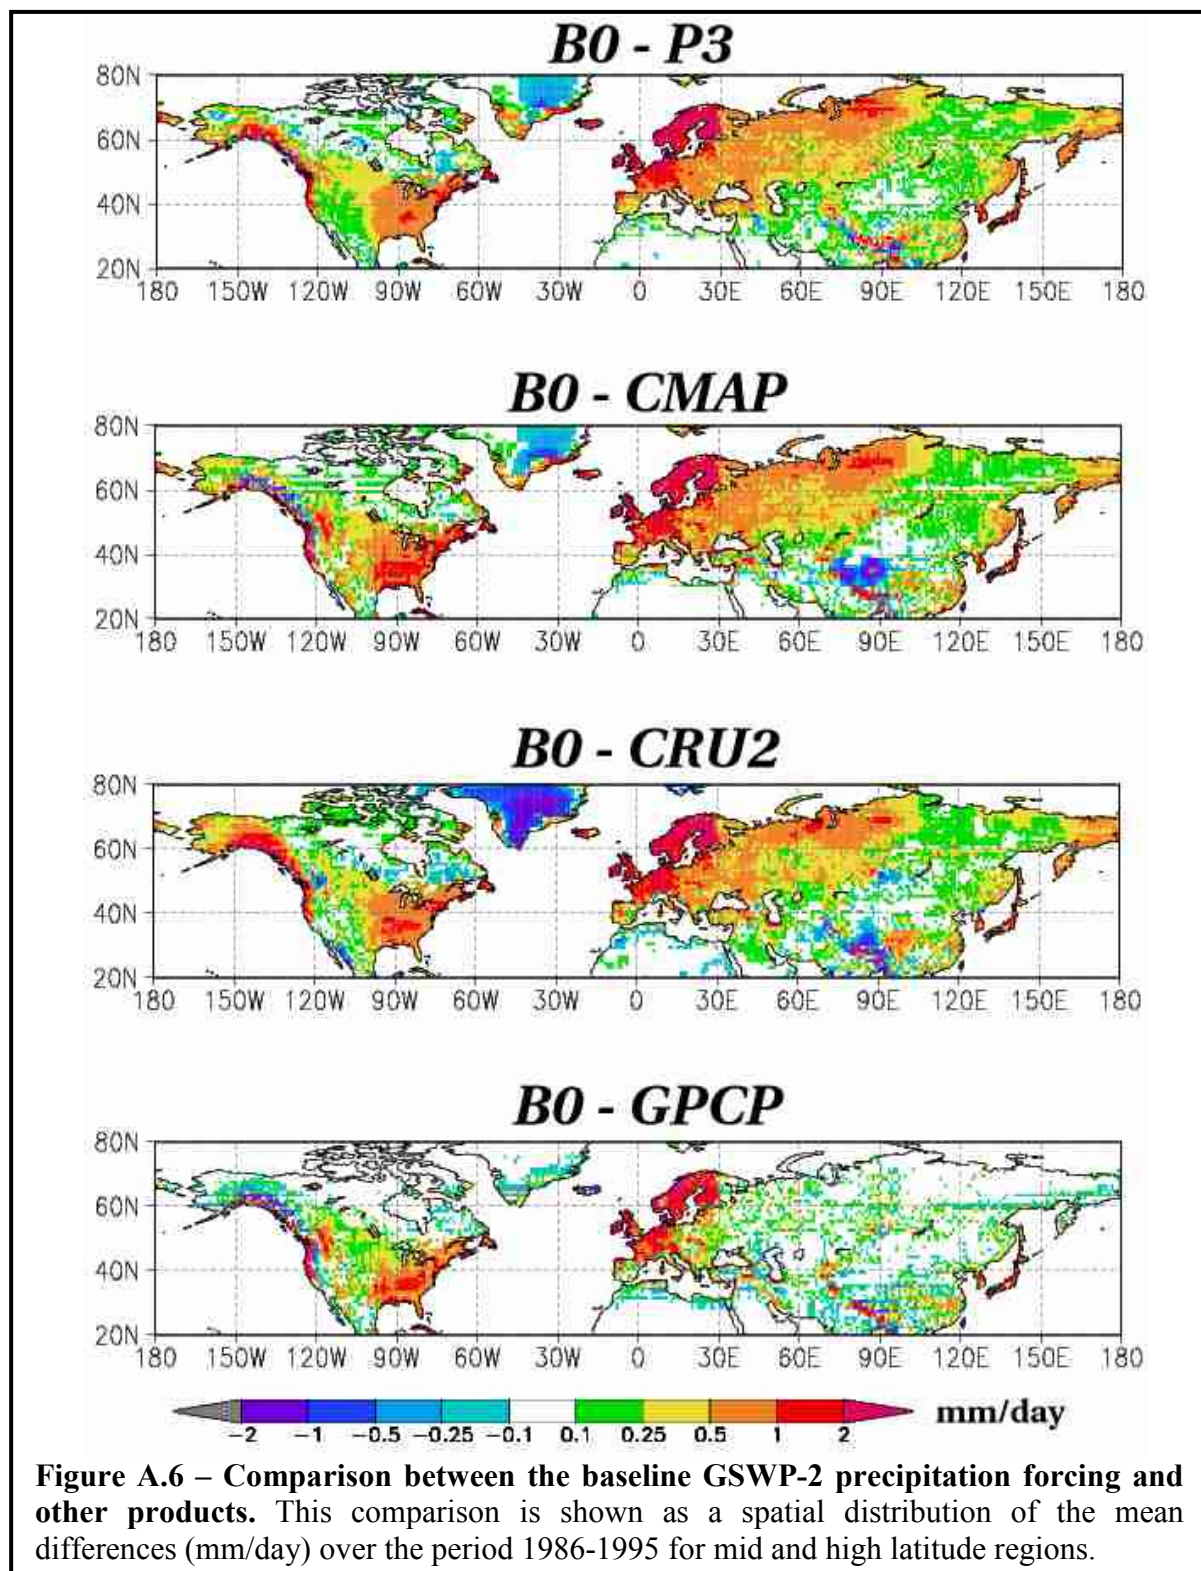 B0 - P3
80N
60N
40N
20N
180 150W 120W 90W 60W 30W 0 30E 60E 90E 120E 150E 180
B0 - CMAP
80N
60N
40N
20N
180 150W 120W 90W 60W 30W 0 30E 60E 90E 120E 150E 180
B0 - CRU2
80N
60N
40N
20N
180 150W 120W 90W 60W 30W 0 30E 60E 90E 120E 150E 180
B0 - GPCP
80N
60N
40N
20N
180 150W 120W 90W 60W 30W 0 30E 60E 90E 120E 150E 180
mm/day
-2 -1 -0.5 -0.25 -0.1 0.1 0.25 0.5 1 2
Figure A.6 – Comparison between the baseline GSWP-2 precipitation forcing and
other products. This comparison is shown as a spatial distribution of the mean
differences (mm/day) over the period 1986-1995 for mid and high latitude regions.